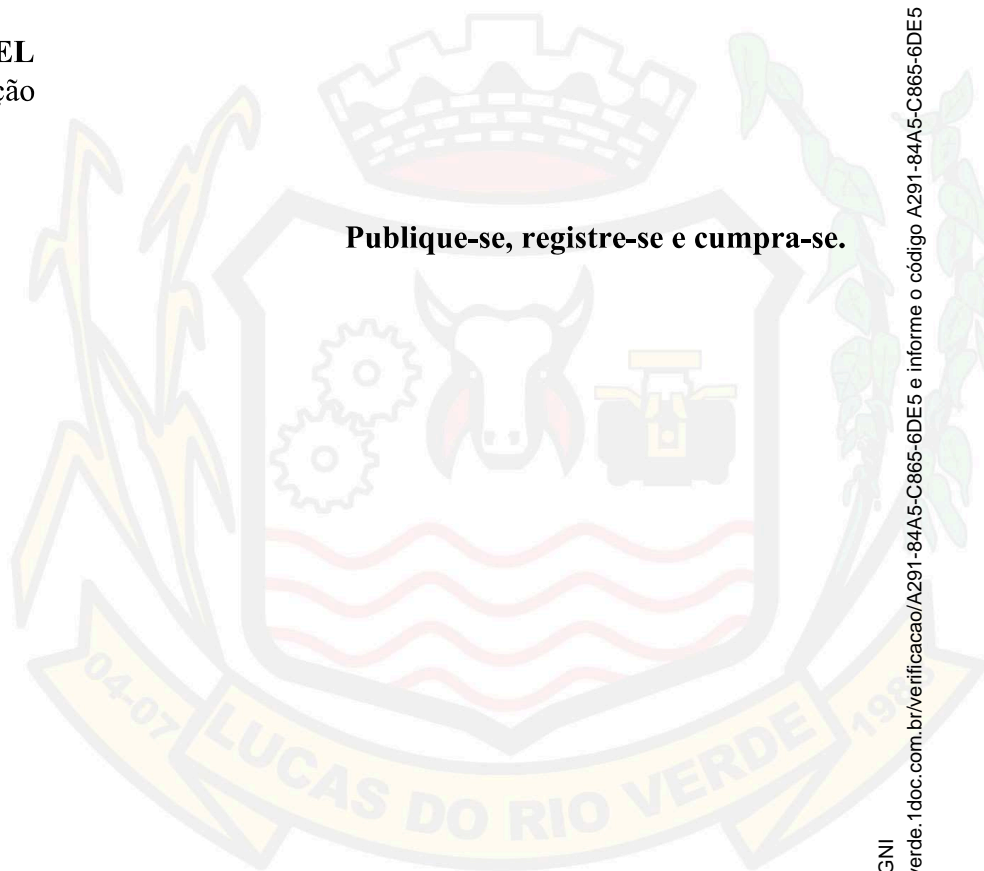 EL
ção
Publique-se, registre-se e cumpra-se.
04-07
LUCAS DO RIO VERDE
GNI
verde.1doc.com.br/verificacao/A291-84A5-C865-6DE5 e informe o código A291-84A5-C865-6DE5